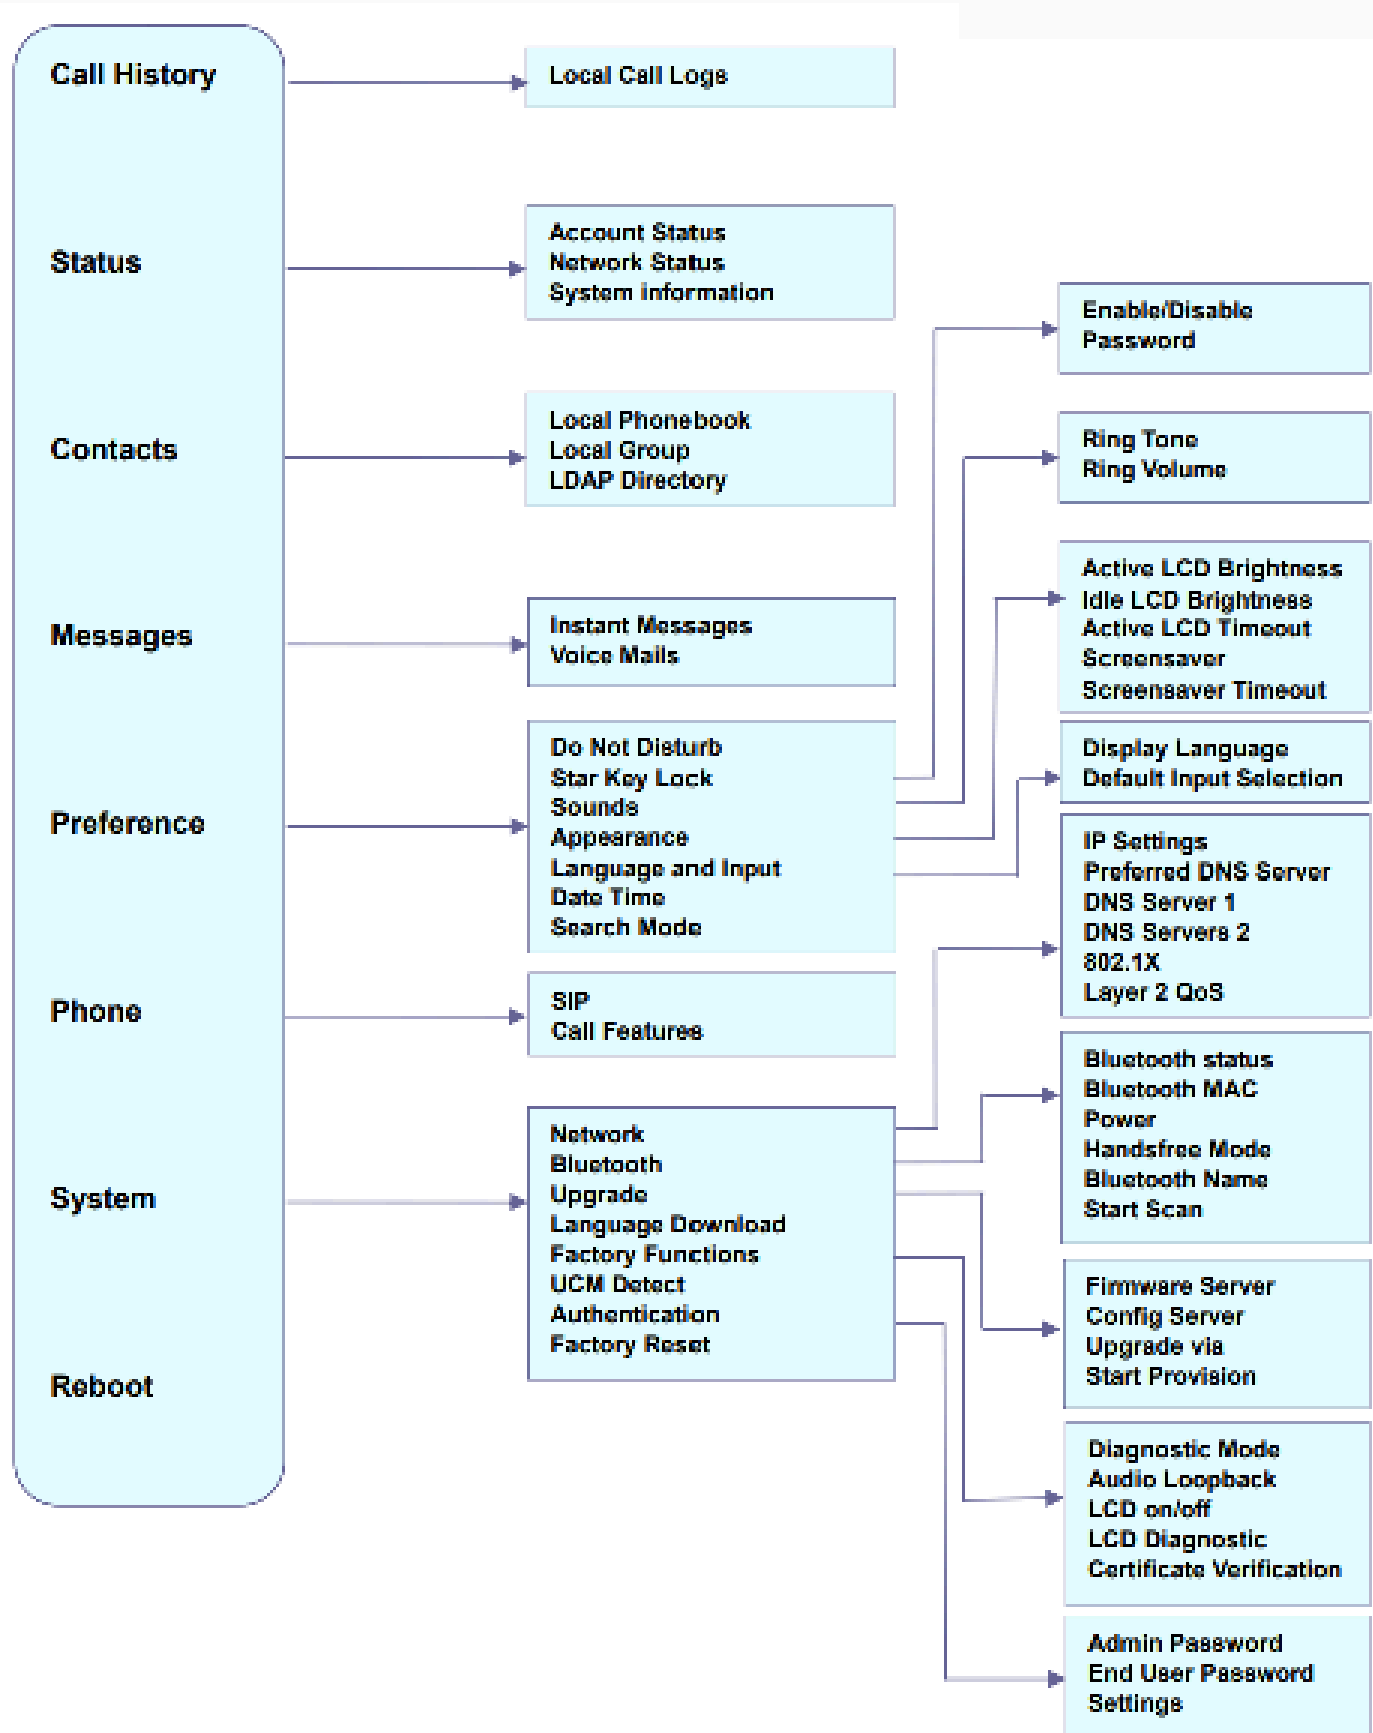 Call History
Status
Contacts
Messages
Preference
Phone
System
Reboot
Local Call Logs
Account Status
Network Status
System information
Local Phonebook
Local Group
LDAP Directory
Instant Messages
Voice Mails
Do Not Disturb
Star Key Lock
Sounds
Appearance
Language and Input
Date Time
Search Mode
SIP
Call Features
Network
Bluetooth
Upgrade
Language Download
Factory Functions
UCM Detect
Authentication
Factory Reset
Enable/Disable
Password
Ring Tone
Ring Volume
Active LCD Brightness
Idle LCD Brightness
Active LCD Timeout
Screensaver
Screensaver Timeout
Display Language
Default Input Selection
IP Settings
Preferred DNS Server
DNS Server 1
DNS Servers 2
802.1X
Layer 2 QoS
Bluetooth status
Bluetooth MAC
Power
Handsfree Mode
Bluetooth Name
Start Scan
Firmware Server
Config Server
Upgrade via
Start Provision
Diagnostic Mode
Audio Loopback
LCD on/off
LCD Diagnostic
Certificate Verification
Admin Password
End User Password
Settings